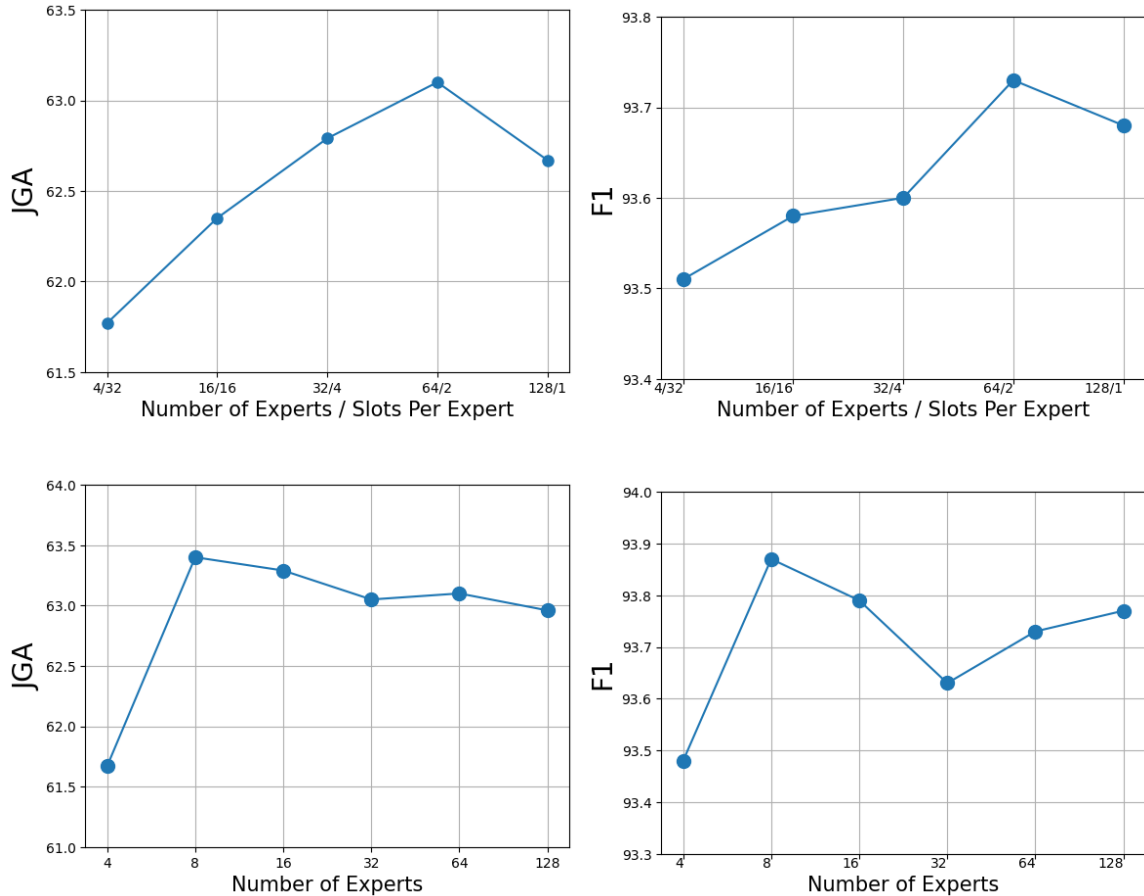 63.5
63.0
62.5
62.0
61.5
JGA
4/32 16/16 32/4 64/2 128/1
Number of Experts / Slots Per Expert
93.8
93.7
93.6
93.5
93.4
F1
4/32 16/16 32/4 64/2 128/1
Number of Experts / Slots Per Expert
64.0
63.5
63.0
62.5
62.0
61.5
61.0
JGA
4 8 16 32 64 128
Number of Experts
94.0
93.9
93.8
93.7
93.6
93.5
93.4
93.3
F1
4 8 16 32 64 128
Number of Experts